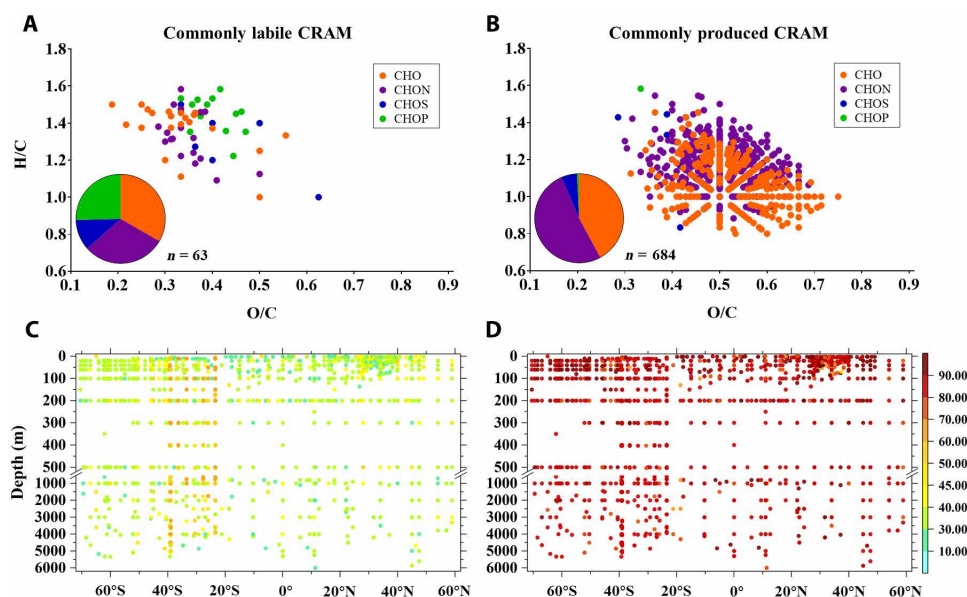 A
Commonly labile CRAM
1.8
1.6
1.4
1.2
1.0
0.8
0.6
H/C
CHO
CHON
CHOS
CHOP
n = 63
0.1 0.2 0.3 0.4 0.5 0.6 0.7 0.8 0.9
O/C
B
Commonly produced CRAM
1.8
1.6
1.4
1.2
1.0
0.8
0.6
CHO
CHON
CHOS
CHOP
n = 684
0.1 0.2 0.3 0.4 0.5 0.6 0.7 0.8 0.9
O/C
C
Depth (m)
0
100
200
300
400
500
1000
2000
3000
4000
5000
6000
60°S 40°S 20°S 0° 20°N 40°N 60°N
D
0
100
200
300
400
500
1000
2000
3000
4000
5000
6000
60°S 40°S 20°S 0° 20°N 40°N 60°N
90.00
70.00
60.00
50.00
45.00
30.00
10.00